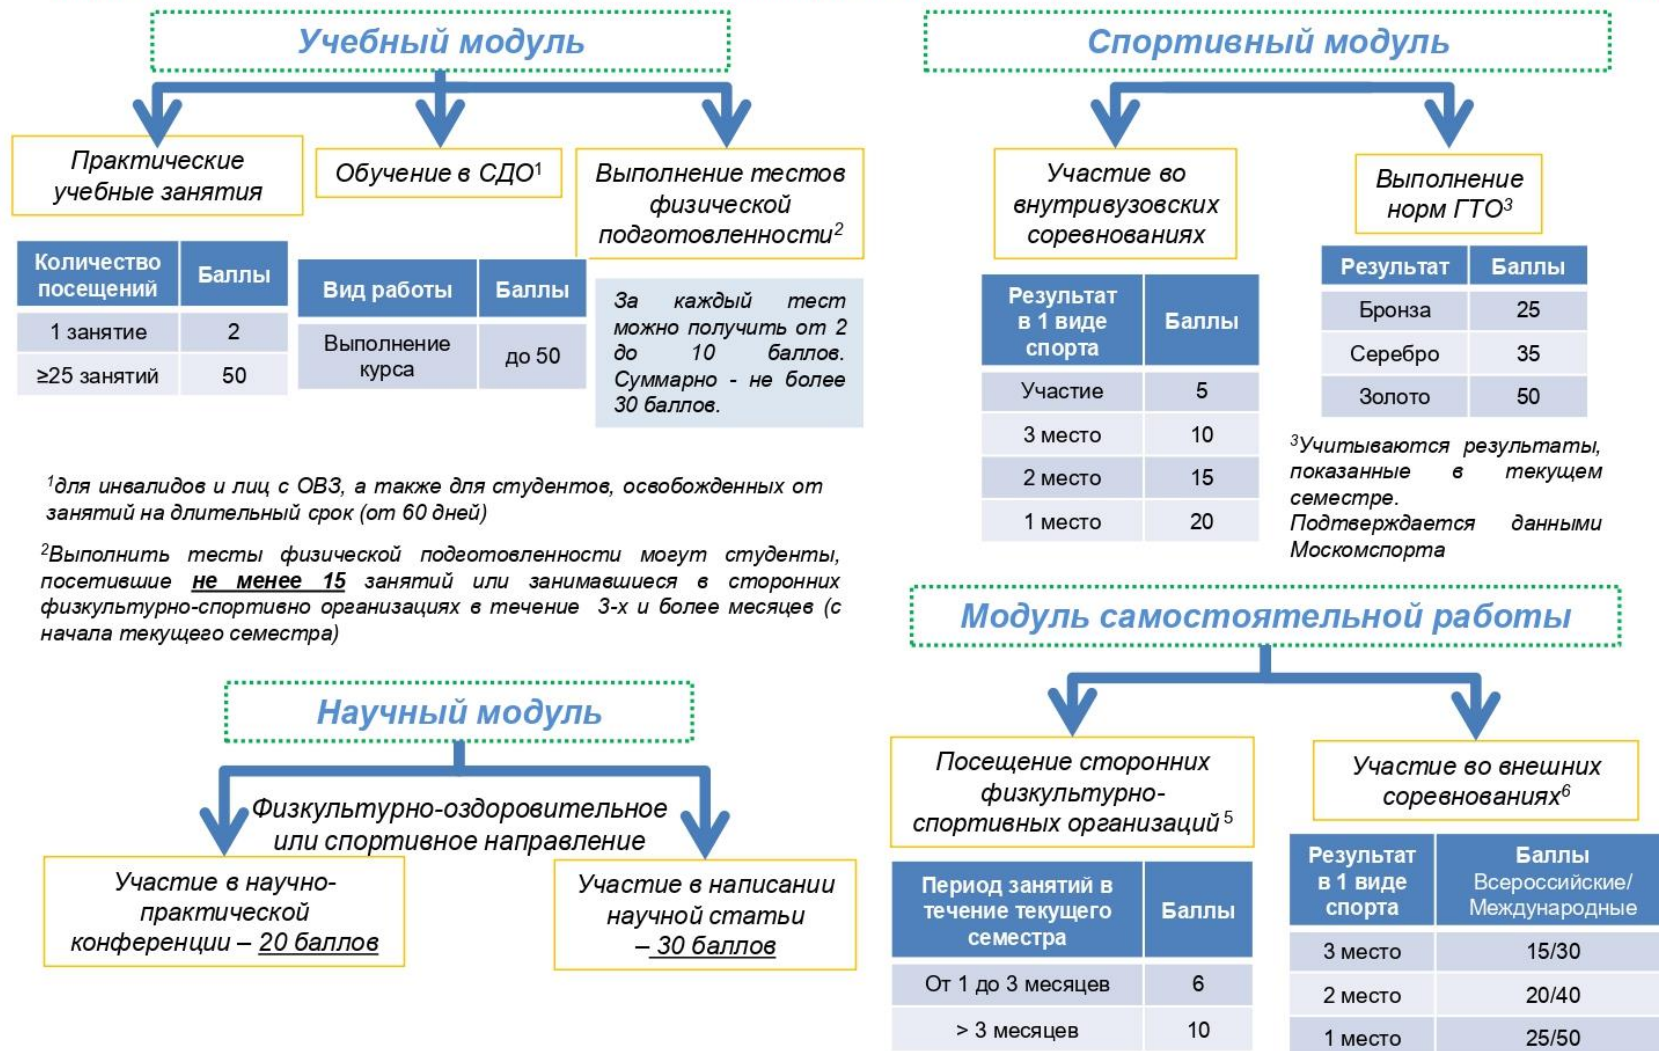 Учебный модуль
Практические
учебные занятия
Обучение в СДО¹
Выполнение тестов
физической
подготовленности²
Количество
посещений
Баллы
1 занятие
2
≥25 занятий
50
Вид работы
Баллы
Выполнение
курса
до 50
За каждый тест
можно получить от 2
до 10 баллов.
Суммарно - не более
30 баллов.
¹для инвалидов и лиц с ОВЗ, а также для студентов, освобожденных от
занятий на длительный срок (от 60 дней)
²Выполнить тесты физической подготовленности могут студенты,
посетившие не менее 15 занятий или занимавшиеся в сторонних
физкультурно-спортивно организациях в течение 3-х и более месяцев (с
начала текущего семестра)
Спортивный модуль
Участие во
внутривузовских
соревнованиях
Выполнение
норм ГТО³
Результат
в 1 виде
спорта
Баллы
Участие
5
3 место
10
2 место
15
1 место
20
Результат
Баллы
Бронза
25
Серебро
35
Золото
50
³Учитываются результаты,
показанные в текущем
семестре.
Подтверждается данными
Москомспорта
Научный модуль
Физкультурно-оздоровительное
или спортивное направление
Участие в научно-
практической
конференции – 20 баллов
Участие в написании
научной статьи
– 30 баллов
Модуль самостоятельной работы
Посещение сторонних
физкультурно-
спортивных организаций ⁵
Участие во внешних
соревнованиях⁶
Период занятий в
течение текущего
семестра
Баллы
От 1 до 3 месяцев
6
> 3 месяцев
10
Результат
в 1 виде
спорта
Баллы
Всероссийские/
Международные
3 место
15/30
2 место
20/40
1 место
25/50